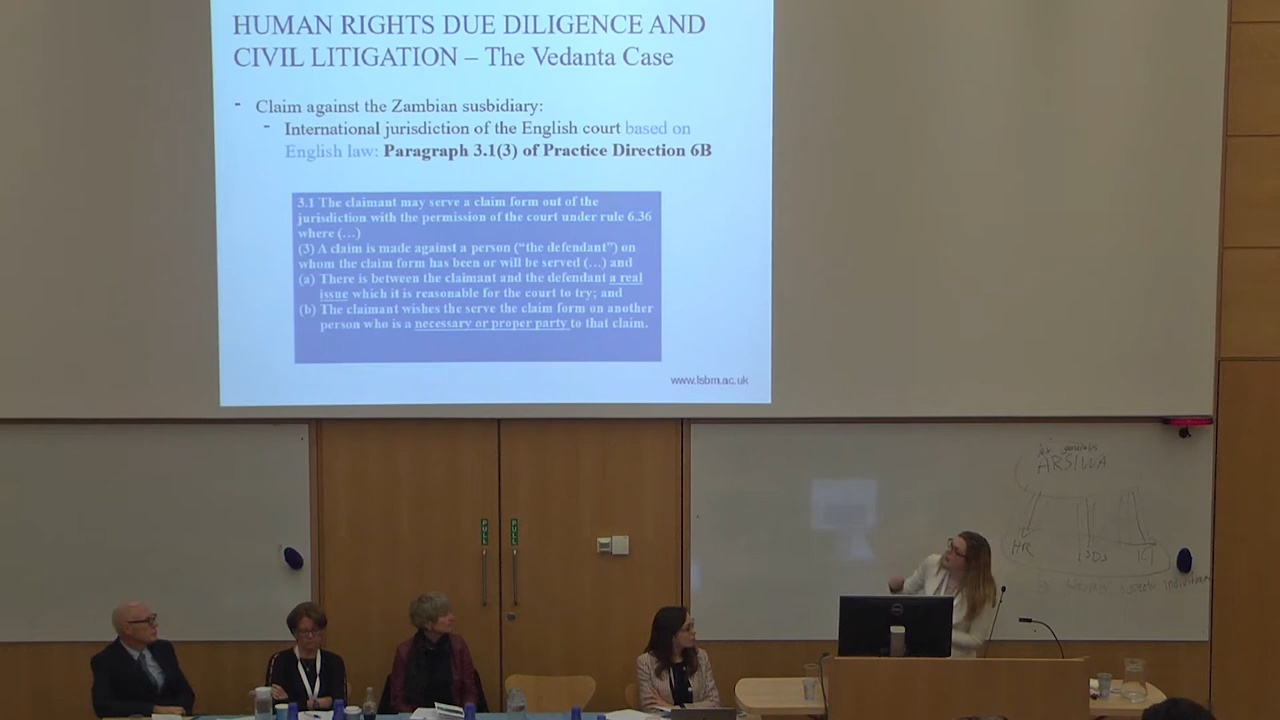 HUMAN RIGHTS DUE DILIGENCE AND
CIVIL LITIGATION – The Vedanta Case
- Claim against the Zambian susbidiary:
- International jurisdiction of the English court based on
English law: Paragraph 3.1(3) of Practice Direction 6B
3.1 The claimant may serve a claim form out of the
jurisdiction with the permission of the court under rule 6.36
where (…)
(3) A claim is made against a person (“the defendant”) on
whom the claim form has been or will be served (…) and
(a) There is between the claimant and the defendant a real
issue which it is reasonable for the court to try; and
(b) The claimant wishes the serve the claim form on another
person who is a necessary or proper party to that claim.
www.lsbm.ac.uk
lex generalis
ARSIWA
HR
ISDS
ICJ
PULL
PULL
DELL